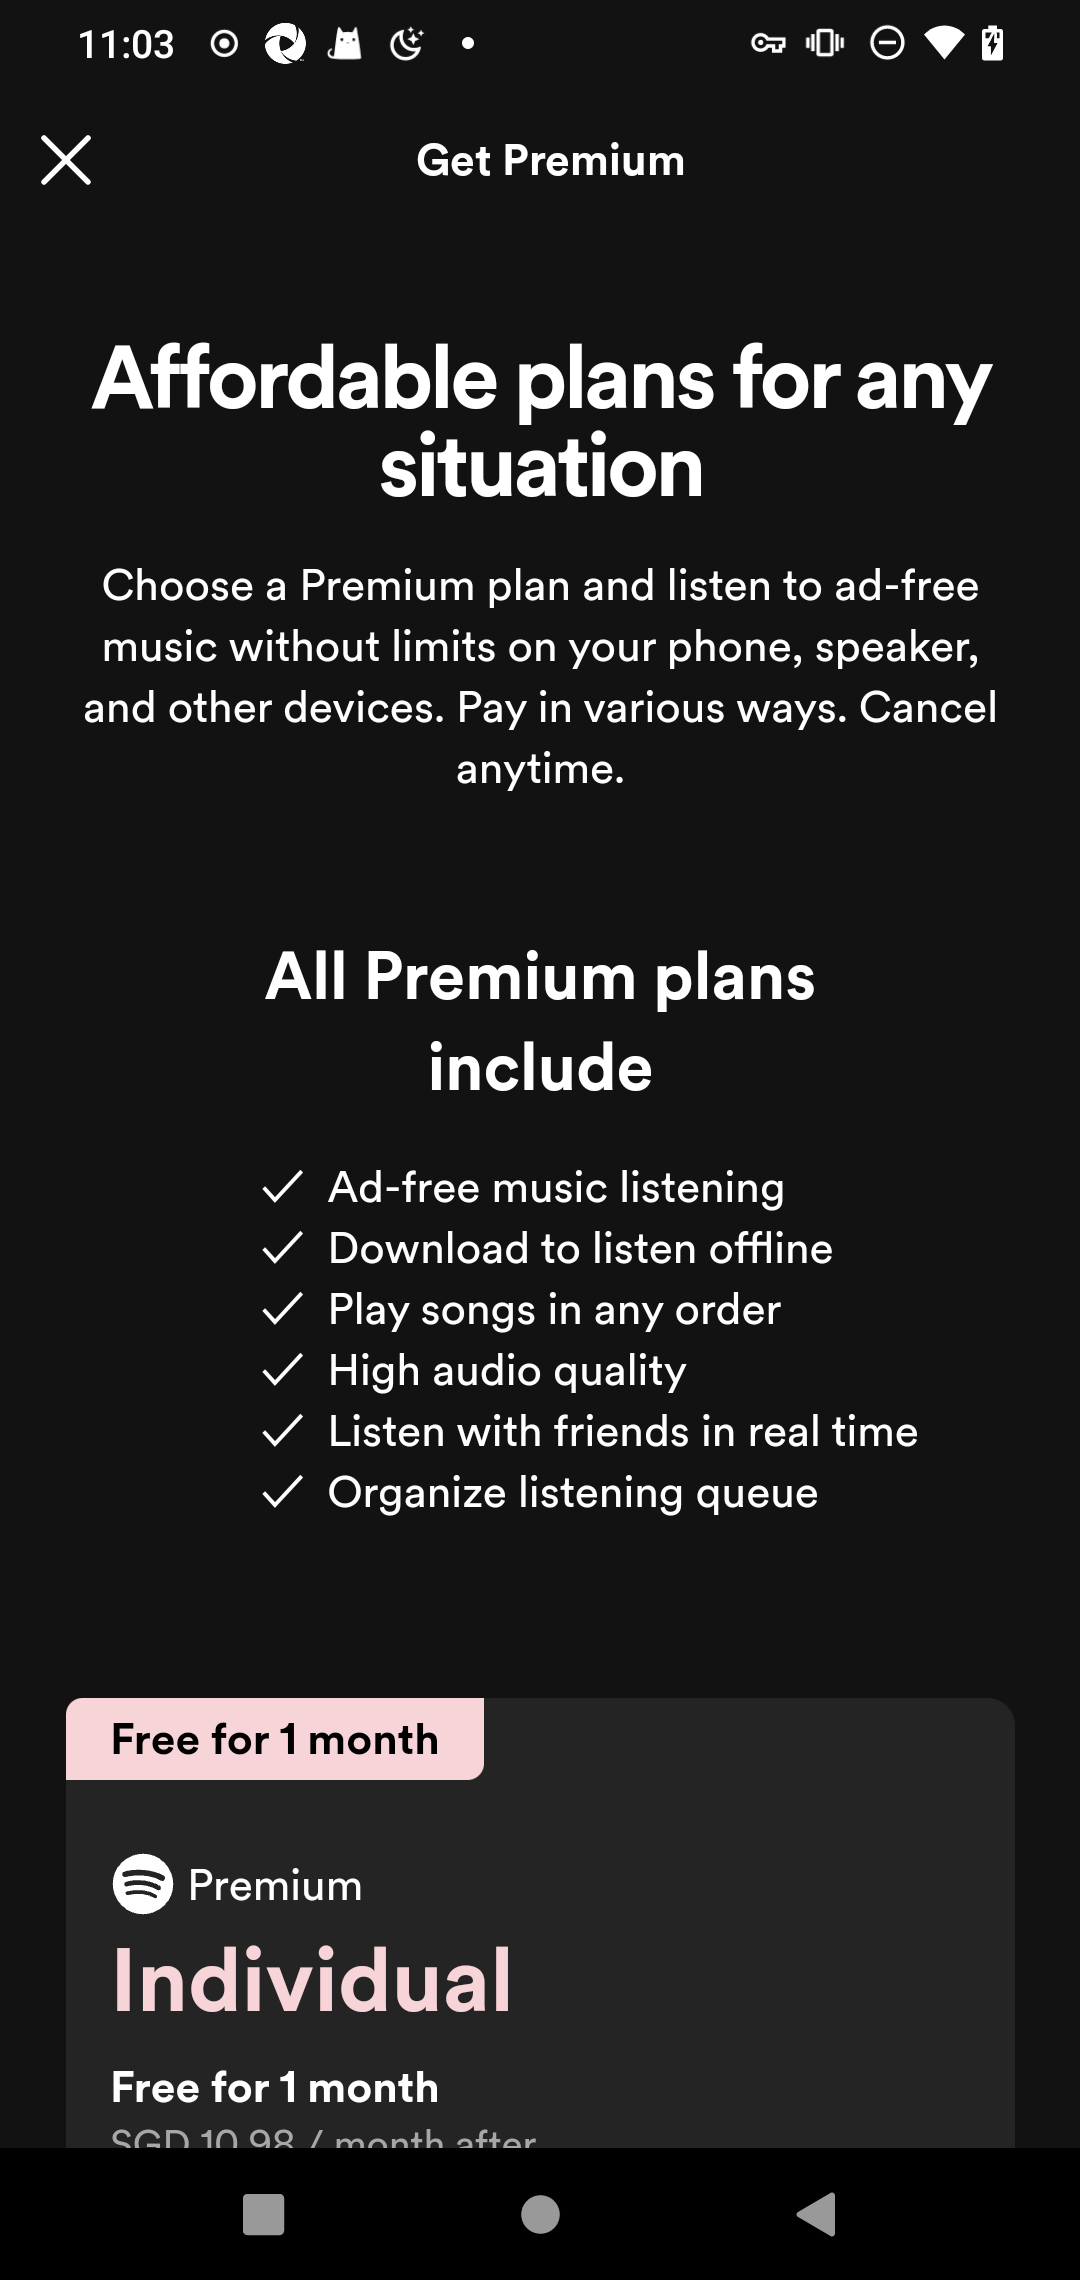 11:03
Get Premium
Affordable plans for any
situation
Choose a Premium plan and listen to ad-free
music without limits on your phone, speaker,
and other devices. Pay in various ways. Cancel
anytime.
All Premium plans
include
Ad-free music listening
Download to listen offline
Play songs in any order
High audio quality
Listen with friends in real time
Organize listening queue
Free for 1 month
Premium
Individual
Free for 1 month
SGD 10.98 / month after